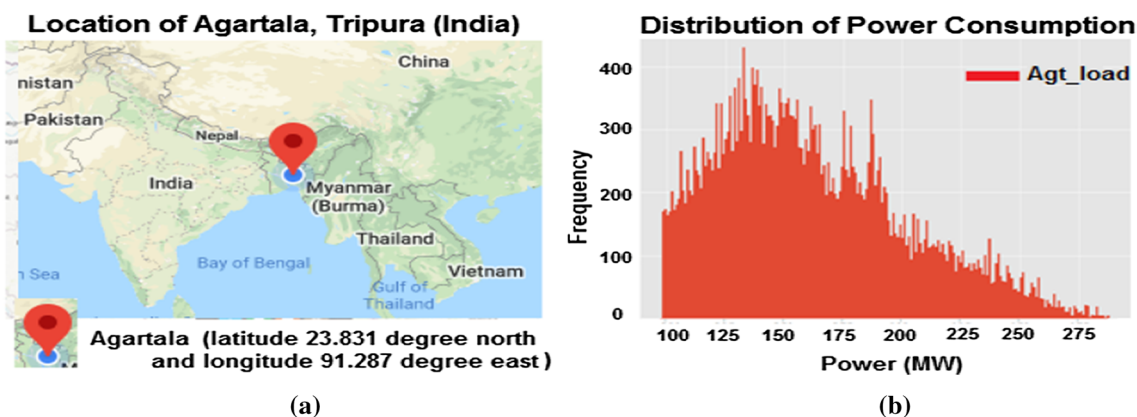 Location of Agartala, Tripura (India)
China
nistan
Pakistan
Nepal
India
Myanmar
(Burma)
Thailand
Bay of Bengal
n Sea
Vietnam
Gulf of
Thailand
Agartala (latitude 23.831 degree north
and longitude 91.287 degree east)
(a)
Distribution of Power Consumption
Agt_load
400
300
200
100
0
Frequency
100 125 150 175 200 225 250 275
Power (MW)
(b)